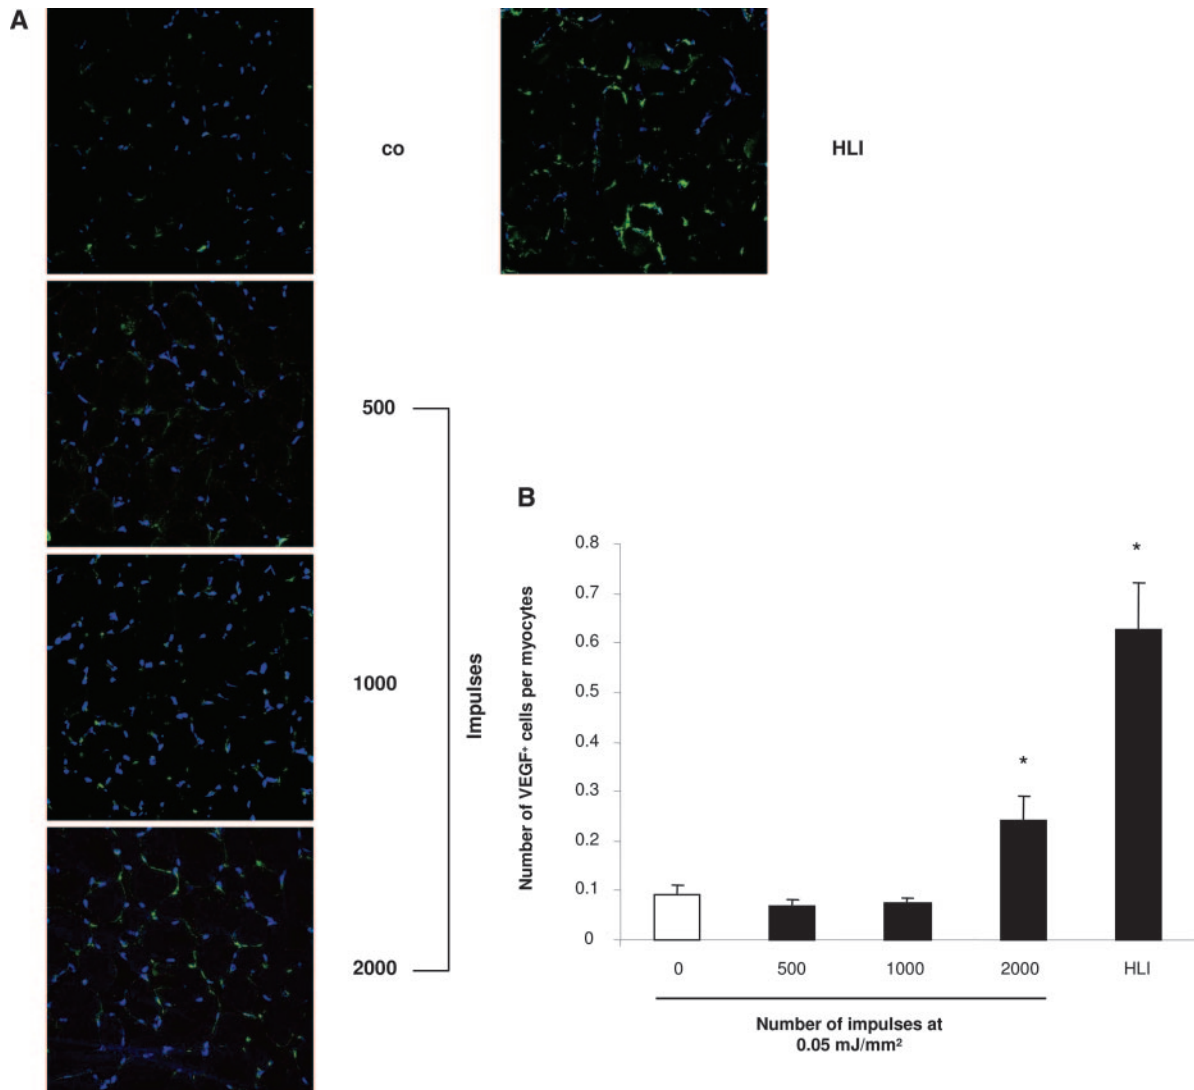 A
co
HLI
500
1000
2000
Impulses
B
Number of VEGF⁺ cells per myocytes
0.8
0.7
0.6
0.5
0.4
0.3
0.2
0.1
0
*
*
0 500 1000 2000 HLI
Number of impulses at
0.05 mJ/mm²